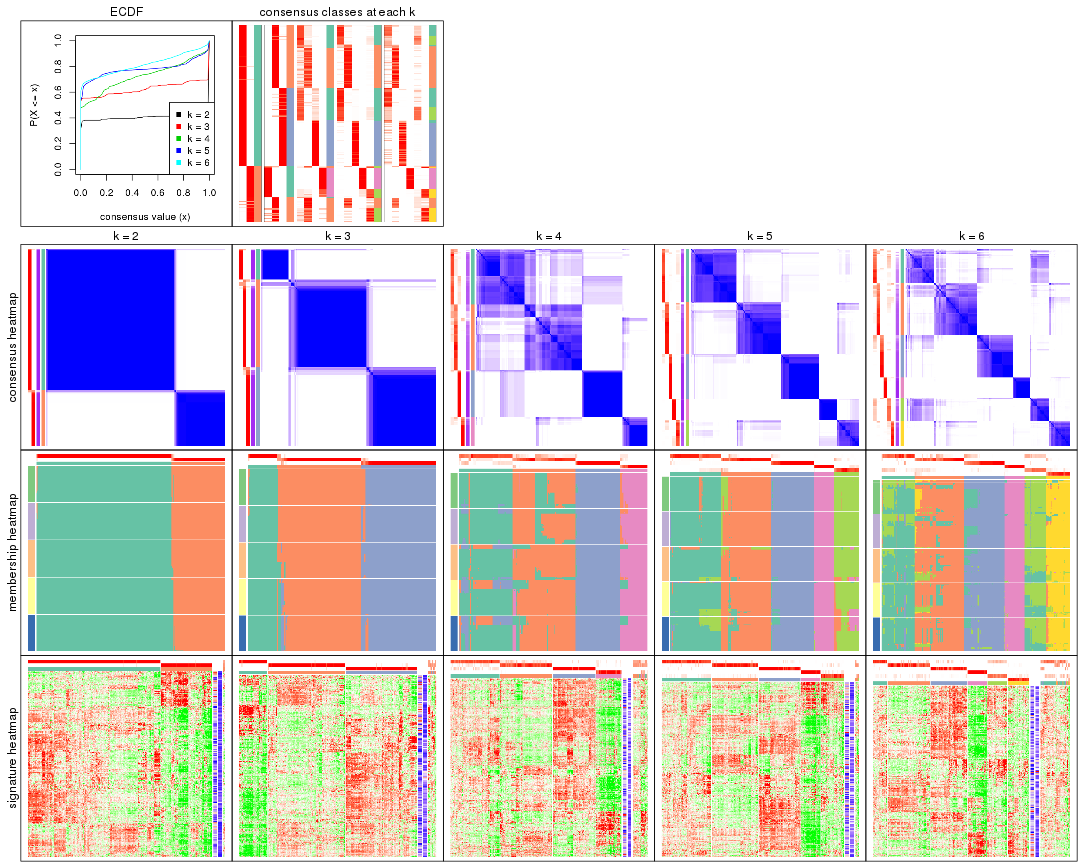 ECDF
consensus classes at each k
P(X <= x)
0.0 0.2 0.4 0.6 0.8 1.0
k = 2
k = 3
k = 4
k = 5
k = 6
0.0 0.2 0.4 0.6 0.8 1.0
consensus value (x)
k = 2
k = 3
k = 4
k = 5
k = 6
consensus heatmap
membership heatmap
signature heatmap